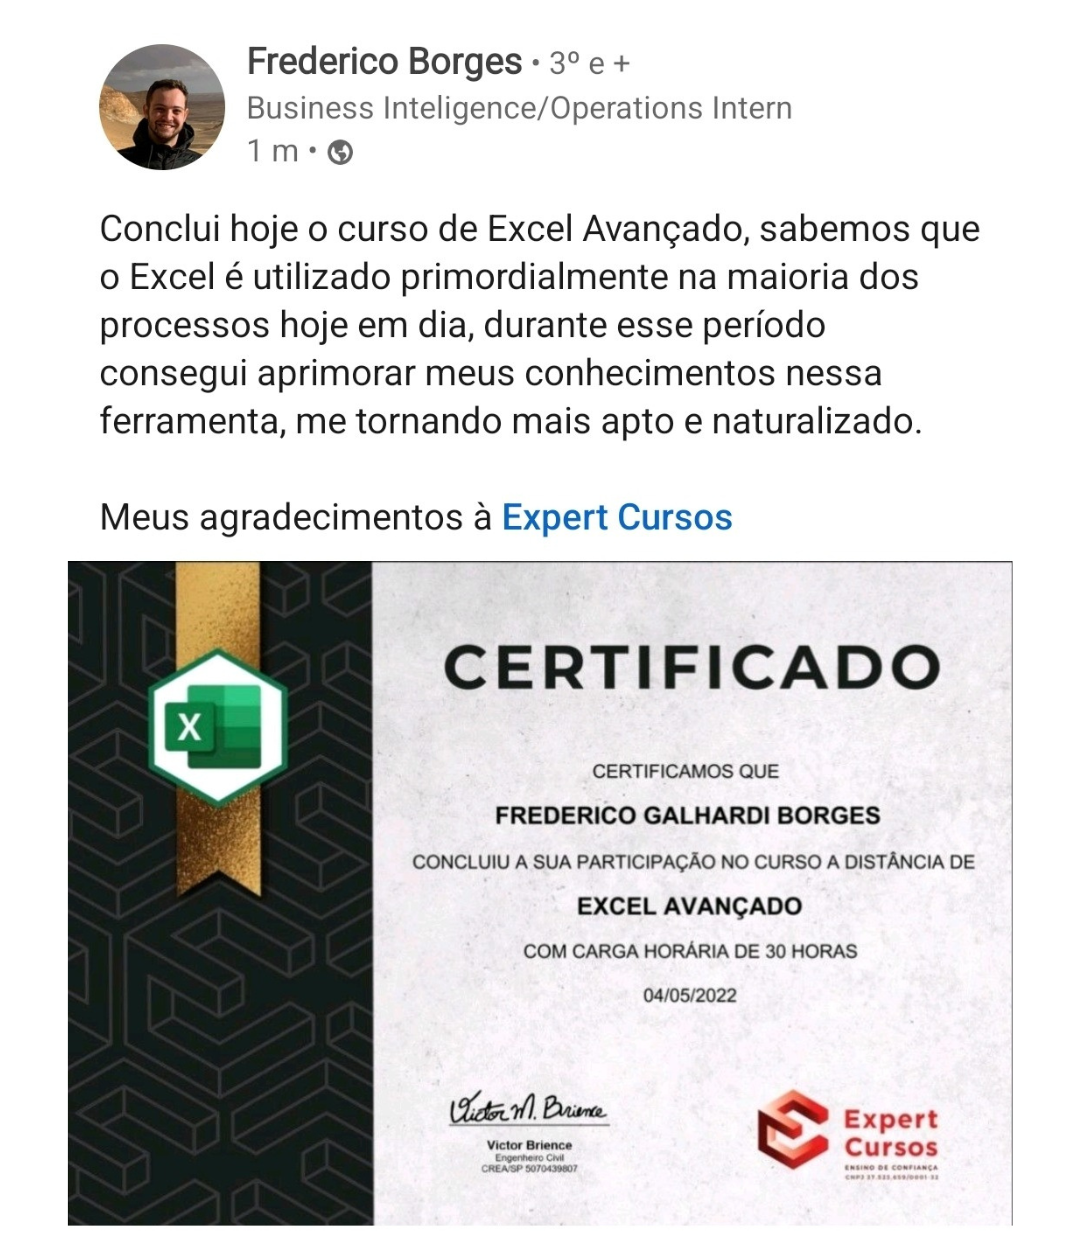 Frederico Borges • 3º e +
Business Inteligence/Operations Intern
1 m •
Conclui hoje o curso de Excel Avançado, sabemos que
o Excel é utilizado primordialmente na maioria dos
processos hoje em dia, durante esse período
consegui aprimorar meus conhecimentos nessa
ferramenta, me tornando mais apto e naturalizado.
Meus agradecimentos à Expert Cursos
X
CERTIFICADO
CERTIFICAMOS QUE
FREDERICO GALHARDI BORGES
CONCLUIU A SUA PARTICIPAÇÃO NO CURSO A DISTÂNCIA DE
EXCEL AVANÇADO
COM CARGA HORÁRIA DE 30 HORAS
04/05/2022
Victor M. Brience
Victor Brience
Engenheiro Civil
CREA/SP 5070439807
Expert
Cursos
ENSINO DE CONFIANÇA
CNPJ